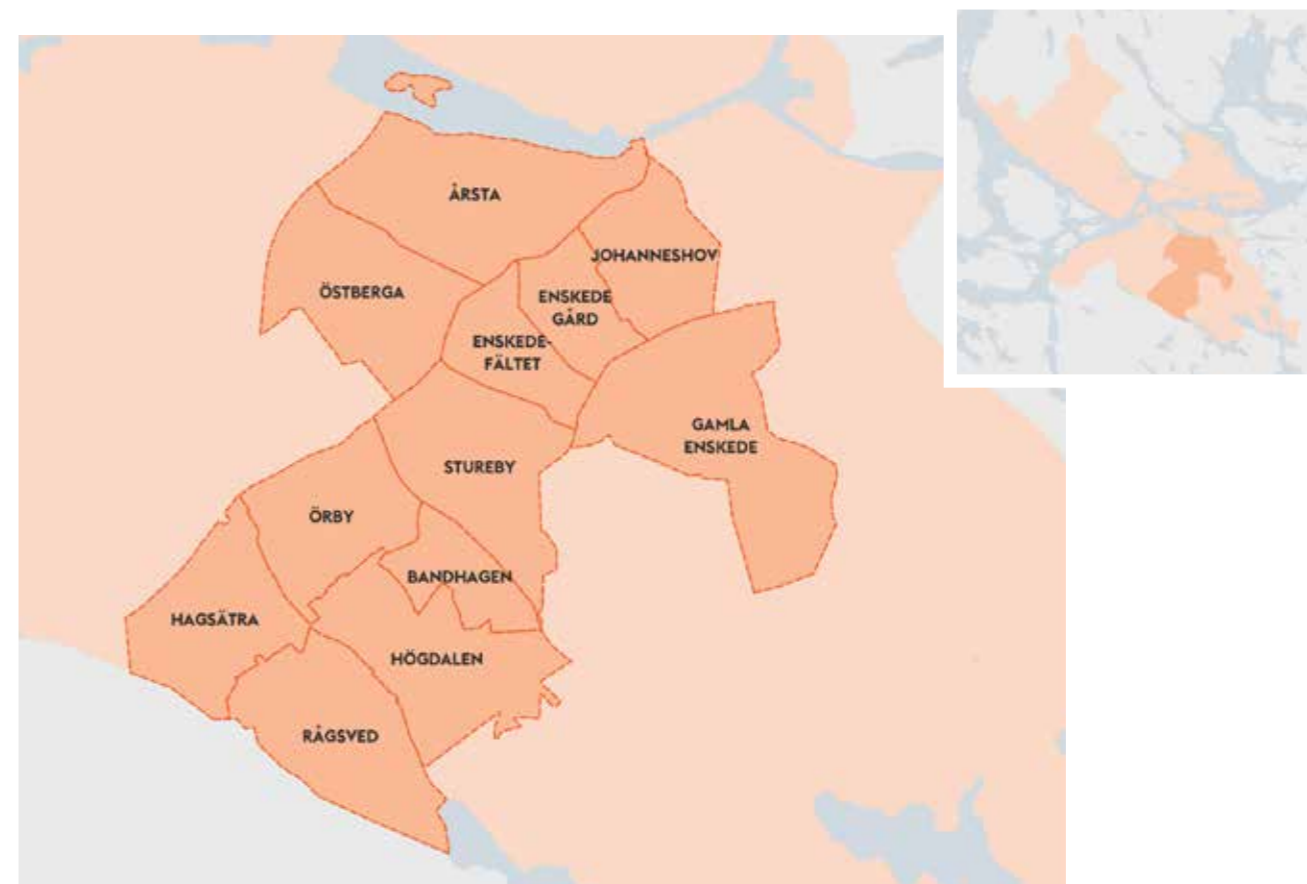 ÅRSTA
JOHANNESHOV
ÖSTBERGA
ENSKEDE
GÅRD
ENSKEDE-
FÄLTET
GAMLA
ENSKEDE
STUREBY
ÖRBY
BANDHAGEN
HAGSÄTRA
HÖGDALEN
RÅGSVED